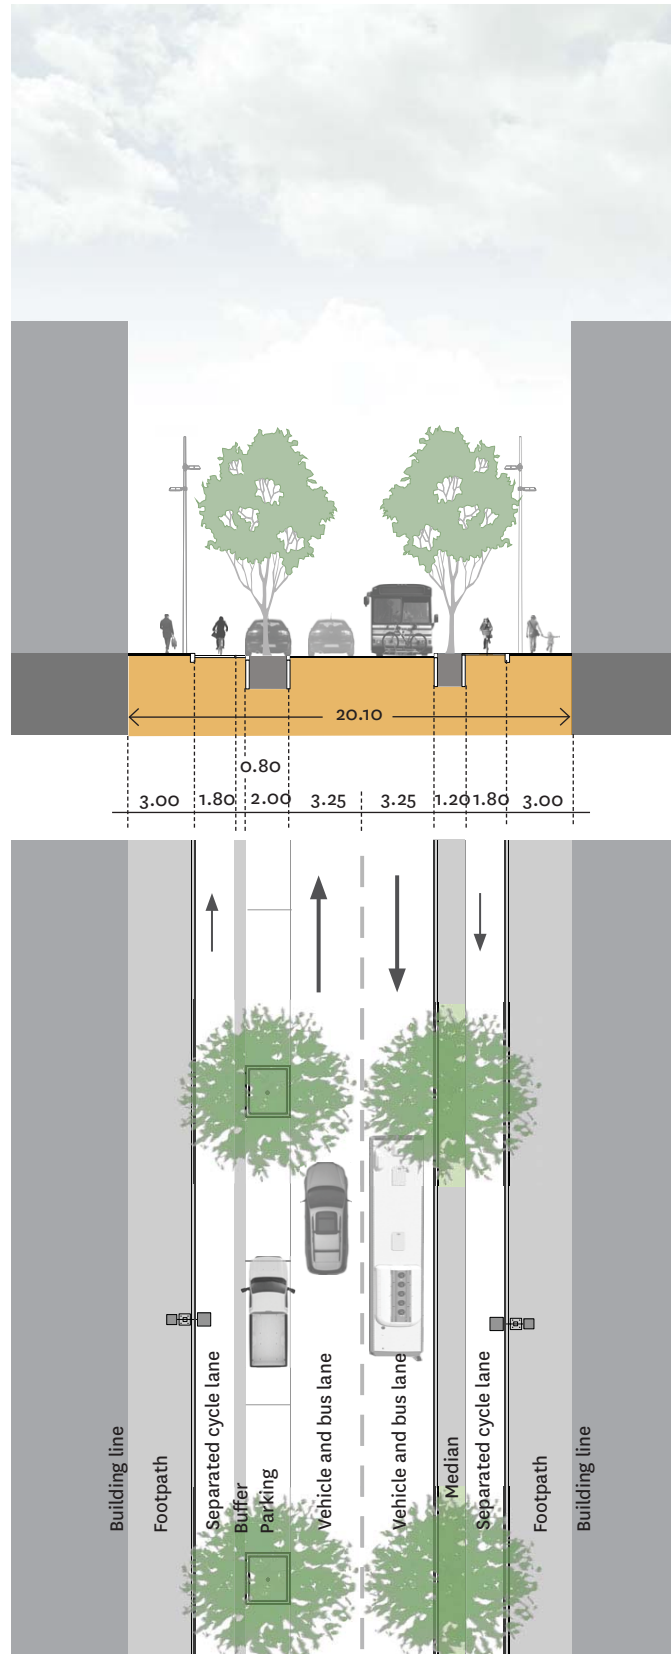 20.10
0.80
3.00 1.80 2.00 3.25 3.25 1.20 1.80 3.00
Building line
Footpath
Separated cycle lane
Buffer
Parking
Vehicle and bus lane
Vehicle and bus lane
Median
Separated cycle lane
Footpath
Building line